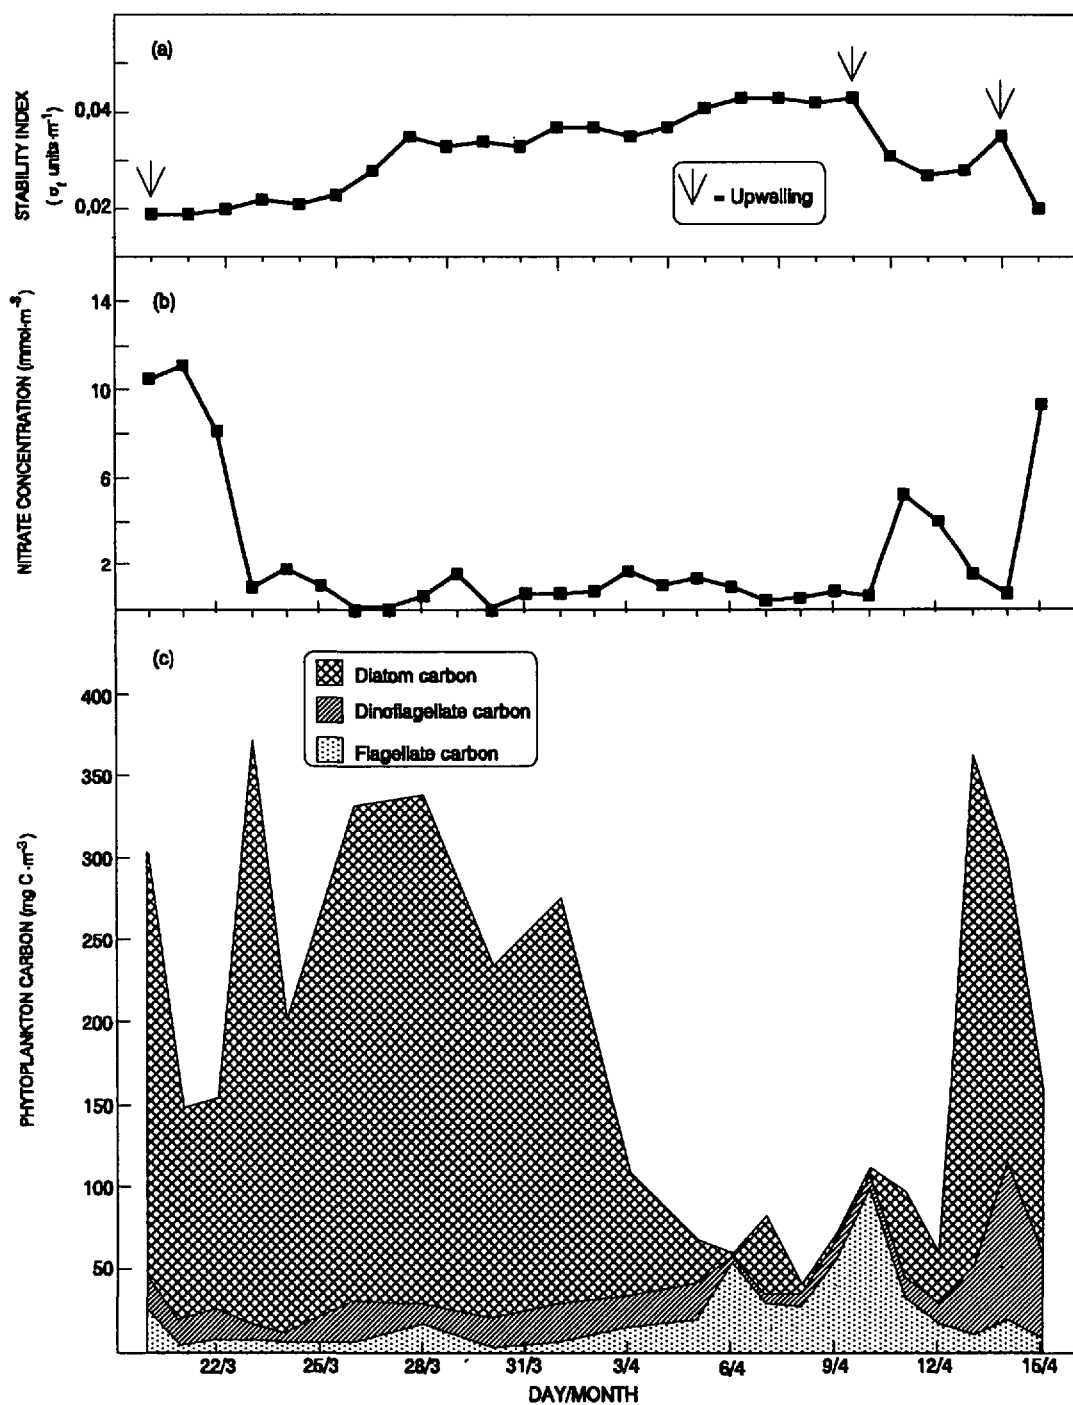 (a)
STABILITY INDEX
(σt units·m⁻¹)
0,04
0,02
= Upwelling
(b)
NITRATE CONCENTRATION (mmol·m⁻³)
14
10
6
2
(c)
PHYTOPLANKTON CARBON (mg C·m⁻³)
400
350
300
250
200
150
100
50
Diatom carbon
Dinoflagellate carbon
Flagellate carbon
22/3 25/3 28/3 31/3 3/4 6/4 9/4 12/4 15/4
DAY/MONTH